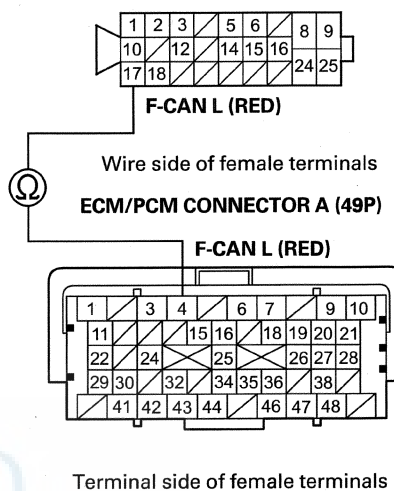 1 2 3 5 6 8 9
10 12 14 15 16
17 18 24 25
F-CAN L (RED)
Ω
Wire side of female terminals
ECM/PCM CONNECTOR A (49P)
F-CAN L (RED)
1 3 4 6 7 9 10
11 15 16 18 19 20 21
22 24 25 26 27 28
29 30 32 34 35 36 38
41 42 43 44 46 47 48
Terminal side of female terminals